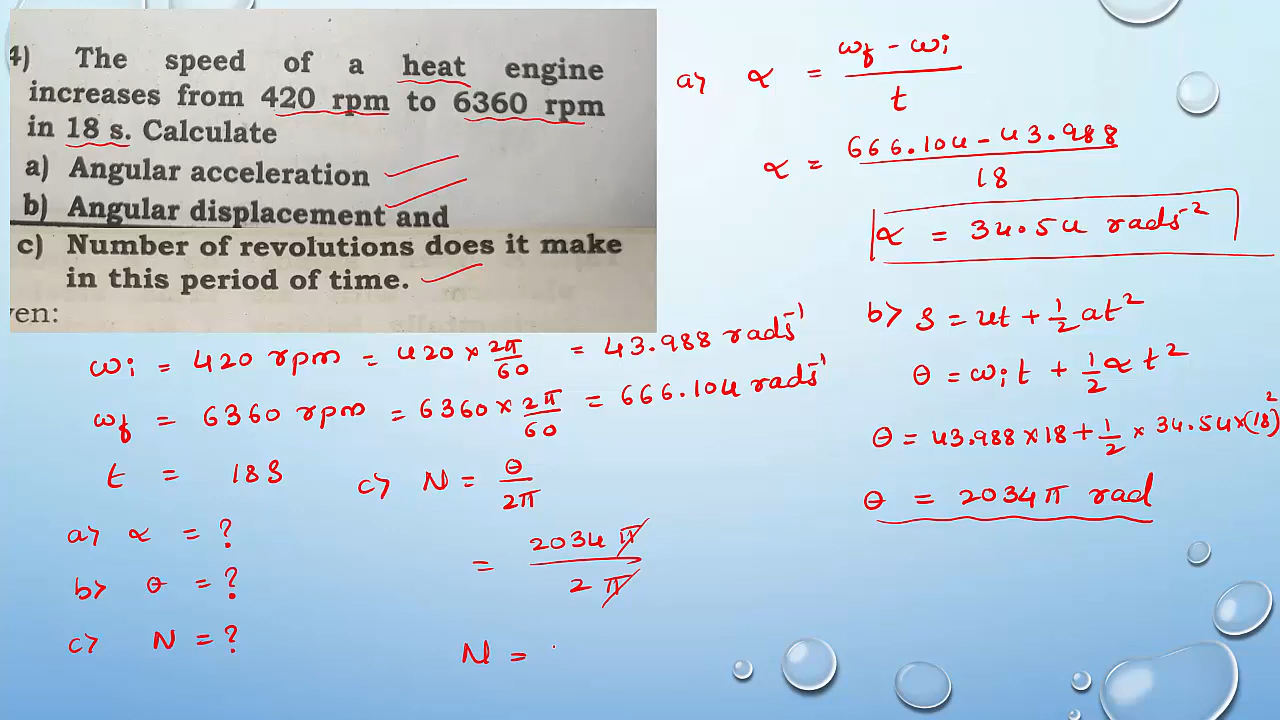 4) The speed of a heat engine
increases from 420 rpm to 6360 rpm
in 18 s. Calculate
a) Angular acceleration
b) Angular displacement and
c) Number of revolutions does it make
in this period of time.
ven:
ωi = 420 rpm = 420 × 2π/60 = 43.988 rads⁻¹
ωf = 6360 rpm = 6360 × 2π/60 = 666.104 rads⁻¹
t = 18s
a> α = ?
b> θ = ?
c> N = ?
c> N = θ/2π
= 2034π/2π
N =
a> α = ωf - ωi/t
α = 666.104 - 43.988/18
α = 34.54 rads⁻²
b> S = ut + 1/2 at²
θ = ωit + 1/2 αt²
θ = 43.988 × 18 + 1/2 × 34.54 × (18)²
θ = 2034π rad